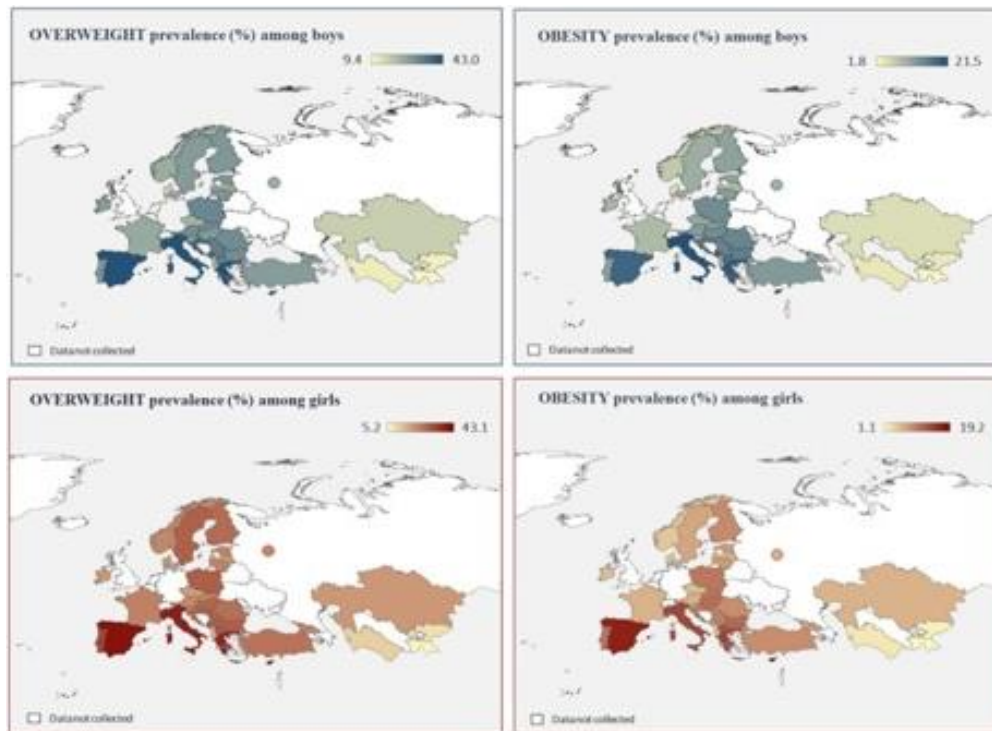 OVERWEIGHT prevalence (%) among boys
9.4 43.0
Data not collected
OBESITY prevalence (%) among boys
1.8 21.5
Data not collected
OVERWEIGHT prevalence (%) among girls
5.2 43.1
Data not collected
OBESITY prevalence (%) among girls
1.1 19.2
Data not collected